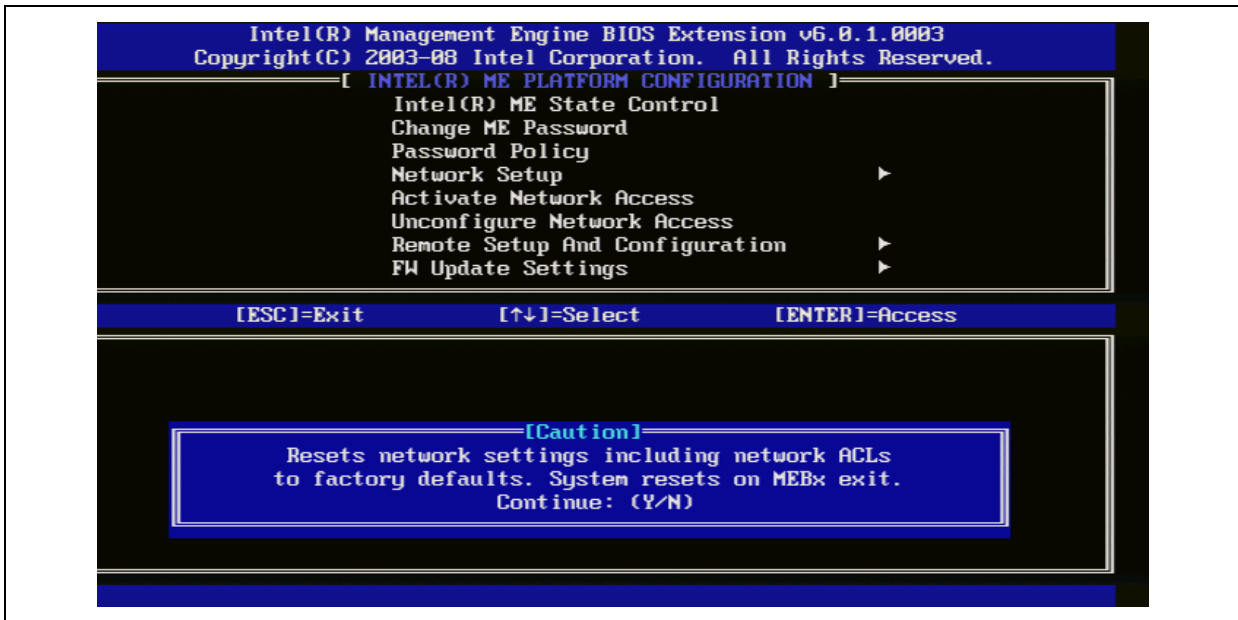 Intel(R) Management Engine BIOS Extension v6.0.1.0003
Copyright(C) 2003-08 Intel Corporation. All Rights Reserved.
[ INTEL(R) ME PLATFORM CONFIGURATION ]
Intel(R) ME State Control
Change ME Password
Password Policy
Network Setup ►
Activate Network Access
Unconfigure Network Access
Remote Setup And Configuration ►
FW Update Settings ►
[ESC]=Exit [↑↓]=Select [ENTER]=Access
[Caution]
Resets network settings including network ACLs
to factory defaults. System resets on MEBx exit.
Continue: (Y/N)